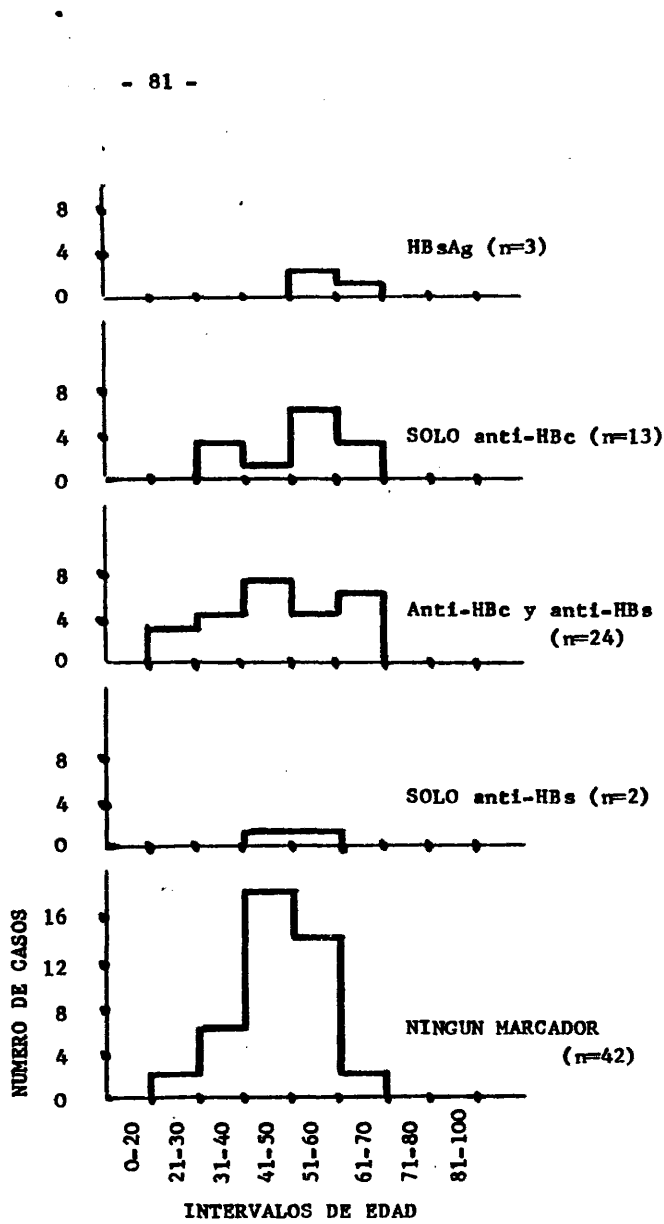 - 81 -
8
4
0
HBsAg (n=3)
8
4
0
SOLO anti-HBc (n=13)
8
4
0
Anti-HBc y anti-HBs
(n=24)
8
4
0
SOLO anti-HBs (n=2)
16
12
8
4
0
NINGUN MARCADOR
(n=42)
NUMERO DE CASOS
0-20
21-30
31-40
41-50
51-60
61-70
71-80
81-100
INTERVALOS DE EDAD